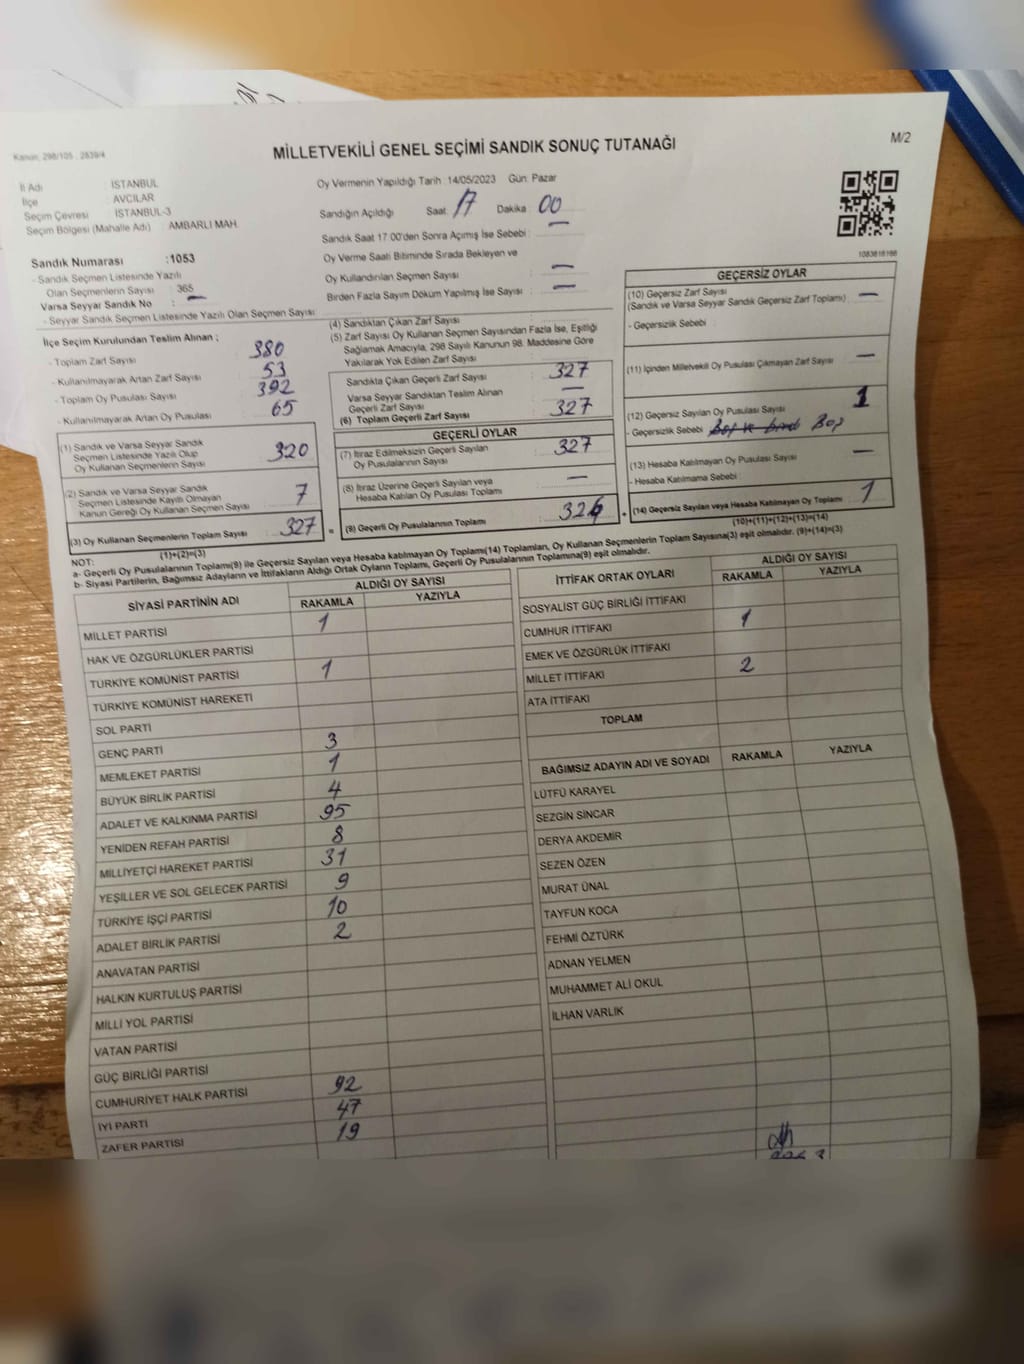 Kanun, 298/105 : 2839/4
MİLLETVEKİLİ GENEL SEÇİMİ SANDIK SONUÇ TUTANAĞI
M/2
İl Adı İSTANBUL
İlçe AVCILAR
Seçim Çevresi İSTANBUL-3
Seçim Bölgesi (Mahalle Adı) : AMBARLI MAH.
Sandık Numarası :1053
- Sandık Seçmen Listesinde Yazılı
Olan Seçmenlerin Sayısı : 365
Varsa Seyyar Sandık No : —
- Seyyar Sandık Seçmen Listesinde Yazılı Olan Seçmen Sayısı :
Oy Vermenin Yapıldığı Tarih : 14/05/2023 Gün: Pazar
Sandığın Açıldığı Saat 17 Dakika 00
Sandık Saat 17:00'den Sonra Açımış İse Sebebi : —
Oy Verme Saati Bitiminde Sırada Bekleyen ve
Oy Kullandırılan Seçmen Sayısı : —
Birden Fazla Sayım Döküm Yapılmış İse Sayısı : —
1083616166
İlçe Seçim Kurulundan Teslim Alınan ;
- Toplam Zarf Sayısı 380
- Kullanılmayarak Artan Zarf Sayısı 53
- Toplam Oy Pusulası Sayısı 392
- Kullanılmayarak Artan Oy Pusulası 65
(1) Sandık ve Varsa Seyyar Sandık
Seçmen Listesinde Yazılı Olup
Oy Kullanan Seçmenlerin Sayısı 320
(2) Sandık ve Varsa Seyyar Sandık
Seçmen Listesinde Kayıtlı Olmayan
Kanun Gereği Oy Kullanan Seçmen Sayısı 7
(3) Oy Kullanan Seçmenlerin Toplam Sayısı : 327
(1)+(2)=(3)
(4) Sandıktan Çıkan Zarf Sayısı :
(5) Zarf Sayısı Oy Kullanan Seçmen Sayısından Fazla İse, Eşitliği
Sağlamak Amacıyla, 298 Sayılı Kanunun 98. Maddesine Göre
Yakılarak Yok Edilen Zarf Sayısı :
Sandıkta Çıkan Geçerli Zarf Sayısı : 327
Varsa Seyyar Sandıktan Teslim Alınan
Geçerli Zarf Sayısı : —
(6) Toplam Geçerli Zarf Sayısı : 327
GEÇERLİ OYLAR
(7) İtiraz Edilmeksizin Geçerli Sayılan
Oy Pusulalarının Sayısı : 327
(8) İtiraz Üzerine Geçerli Sayılan veya
Hesaba Katılan Oy Pusulası Toplamı : —
= (9) Geçerli Oy Pusulalarının Toplamı : 326
GEÇERSİZ OYLAR
(10) Geçersiz Zarf Sayısı
(Sandık ve Varsa Seyyar Sandık Geçersiz Zarf Toplamı) : —
- Geçersizlik Sebebi :
(11) İçinden Milletvekili Oy Pusulası Çıkmayan Zarf Sayısı : —
(12) Geçersiz Sayılan Oy Pusulası Sayısı : 1
- Geçersizlik Sebebi : Boş
(13) Hesaba Katılmayan Oy Pusulası Sayısı : —
- Hesaba Katılmama Sebebi :
+ (14) Geçersiz Sayılan veya Hesaba Katılmayan Oy Toplamı : 1
(10)+(11)+(12)+(13)=(14)
NOT:
a- Geçerli Oy Pusulalarının Toplamı(9) ile Geçersiz Sayılan veya Hesaba katılmayan Oy Toplamı(14) Toplamları, Oy Kullanan Seçmenlerin Toplam Sayısına(3) eşit olmalıdır. (9)+(14)=(3)
b- Siyasi Partilerin, Bağımsız Adayların ve İttifakların Aldığı Ortak Oyların Toplamı, Geçerli Oy Pusulalarının Toplamına(9) eşit olmalıdır.
SİYASİ PARTİNİN ADI ALDIĞI OY SAYISI
RAKAMLA YAZIYLA
MİLLET PARTİSİ 1
HAK VE ÖZGÜRLÜKLER PARTİSİ
TÜRKİYE KOMÜNİST PARTİSİ 1
TÜRKİYE KOMÜNİST HAREKETİ
SOL PARTİ
GENÇ PARTİ 3
MEMLEKET PARTİSİ 1
BÜYÜK BİRLİK PARTİSİ 4
ADALET VE KALKINMA PARTİSİ 95
YENİDEN REFAH PARTİSİ 8
MİLLİYETÇİ HAREKET PARTİSİ 31
YEŞİLLER VE SOL GELECEK PARTİSİ 9
TÜRKİYE İŞÇİ PARTİSİ 10
ADALET BİRLİK PARTİSİ 2
ANAVATAN PARTİSİ
HALKIN KURTULUŞ PARTİSİ
MİLLİ YOL PARTİSİ
VATAN PARTİSİ
GÜÇ BİRLİĞİ PARTİSİ
CUMHURİYET HALK PARTİSİ 92
İYİ PARTİ 47
ZAFER PARTİSİ 19
İTTİFAK ORTAK OYLARI ALDIĞI OY SAYISI
RAKAMLA YAZIYLA
SOSYALİST GÜÇ BİRLİĞİ İTTİFAKI
CUMHUR İTTİFAKI 1
EMEK VE ÖZGÜRLÜK İTTİFAKI
MİLLET İTTİFAKI 2
ATA İTTİFAKI
TOPLAM
BAĞIMSIZ ADAYIN ADI VE SOYADI RAKAMLA YAZIYLA
LÜTFÜ KARAYEL
SEZGİN SİNCAR
DERYA AKDEMİR
SEZEN ÖZEN
MURAT ÜNAL
TAYFUN KOCA
FEHMİ ÖZTÜRK
ADNAN YELMEN
MUHAMMET ALİ OKUL
İLHAN VARLIK